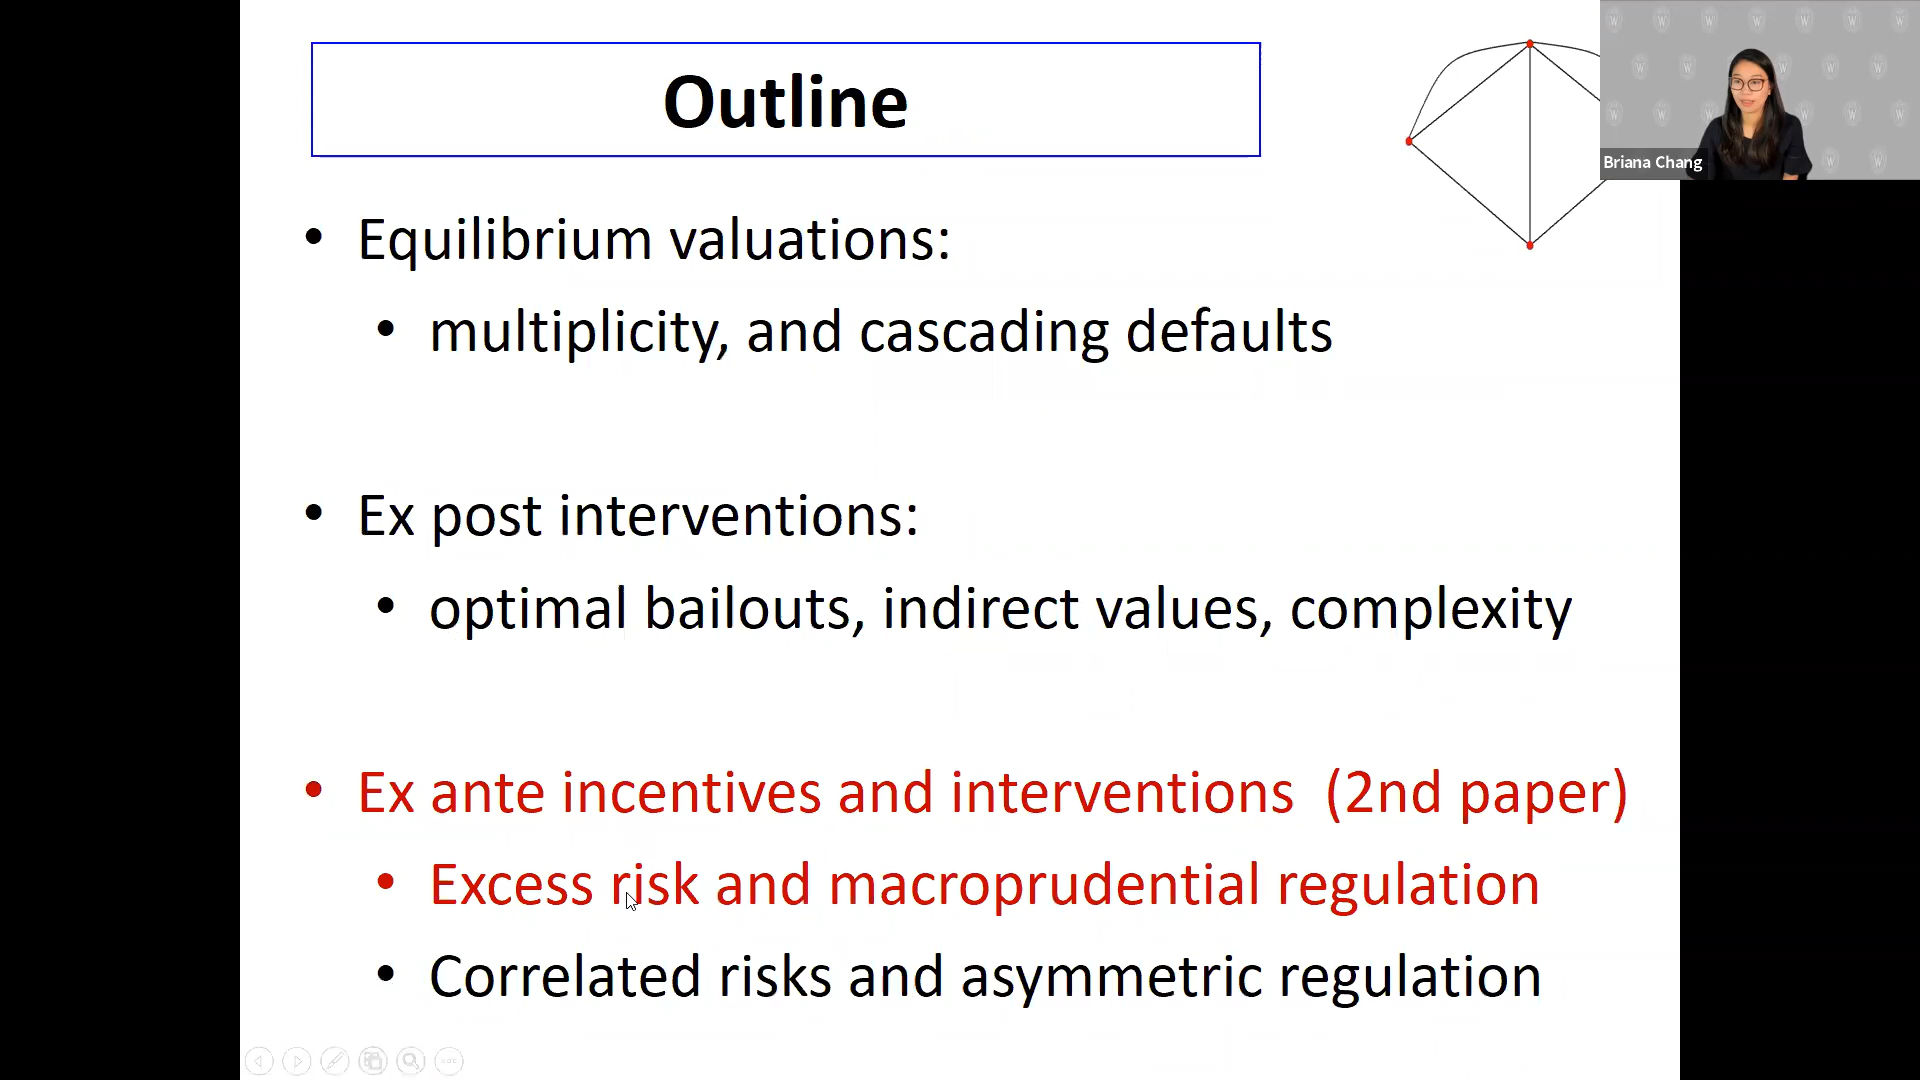 Outline
Briana Chang
• Equilibrium valuations:
• multiplicity, and cascading defaults
• Ex post interventions:
• optimal bailouts, indirect values, complexity
• Ex ante incentives and interventions (2nd paper)
• Excess risk and macroprudential regulation
• Correlated risks and asymmetric regulation